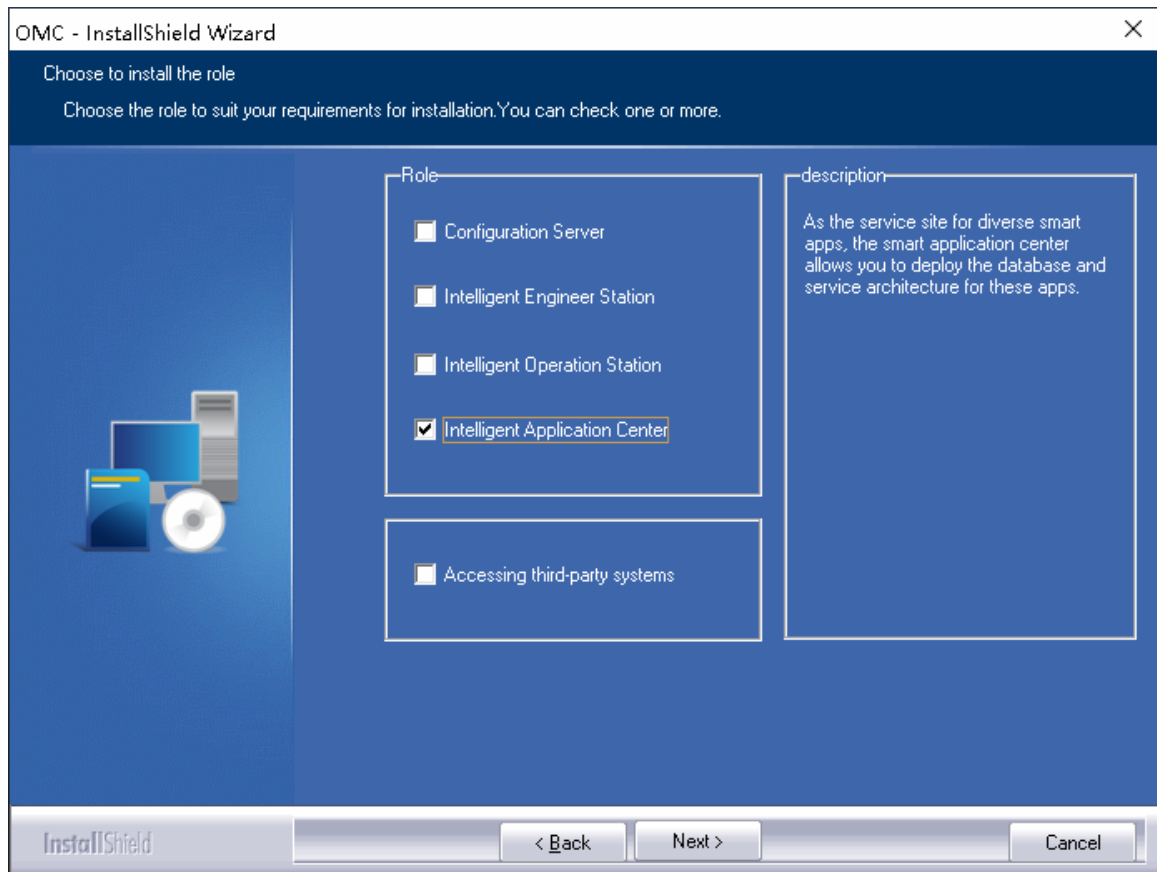 OMC - InstallShield Wizard
Choose to install the role
Choose the role to suit your requirements for installation.You can check one or more.
Role
Configuration Server
Intelligent Engineer Station
Intelligent Operation Station
Intelligent Application Center
Accessing third-party systems
description
As the service site for diverse smart
apps, the smart application center
allows you to deploy the database and
service architecture for these apps.
InstallShield
< Back
Next >
Cancel